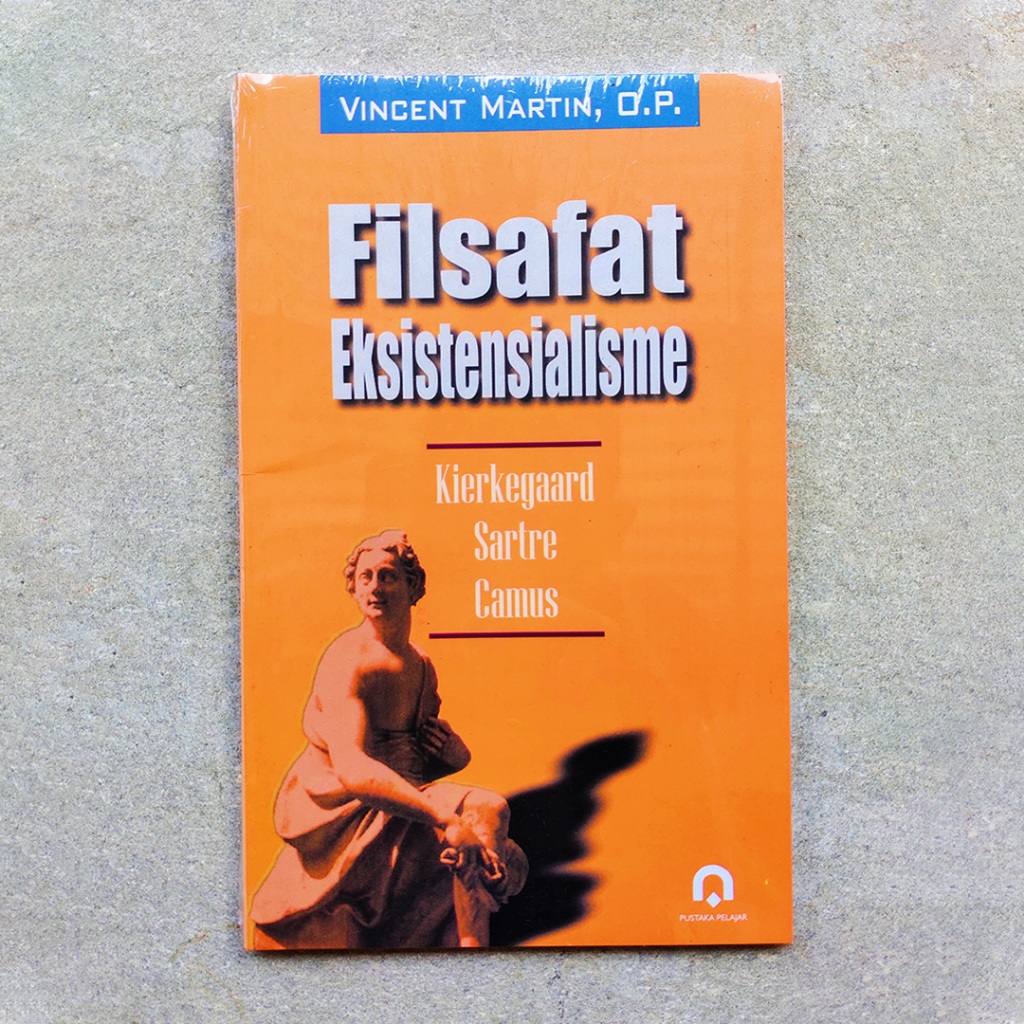 VINCENT MARTIN, O.P.
Filsafat
Eksistensialisme
Kierkegaard
Sartre
Camus
PUSTAKA PELAJAR